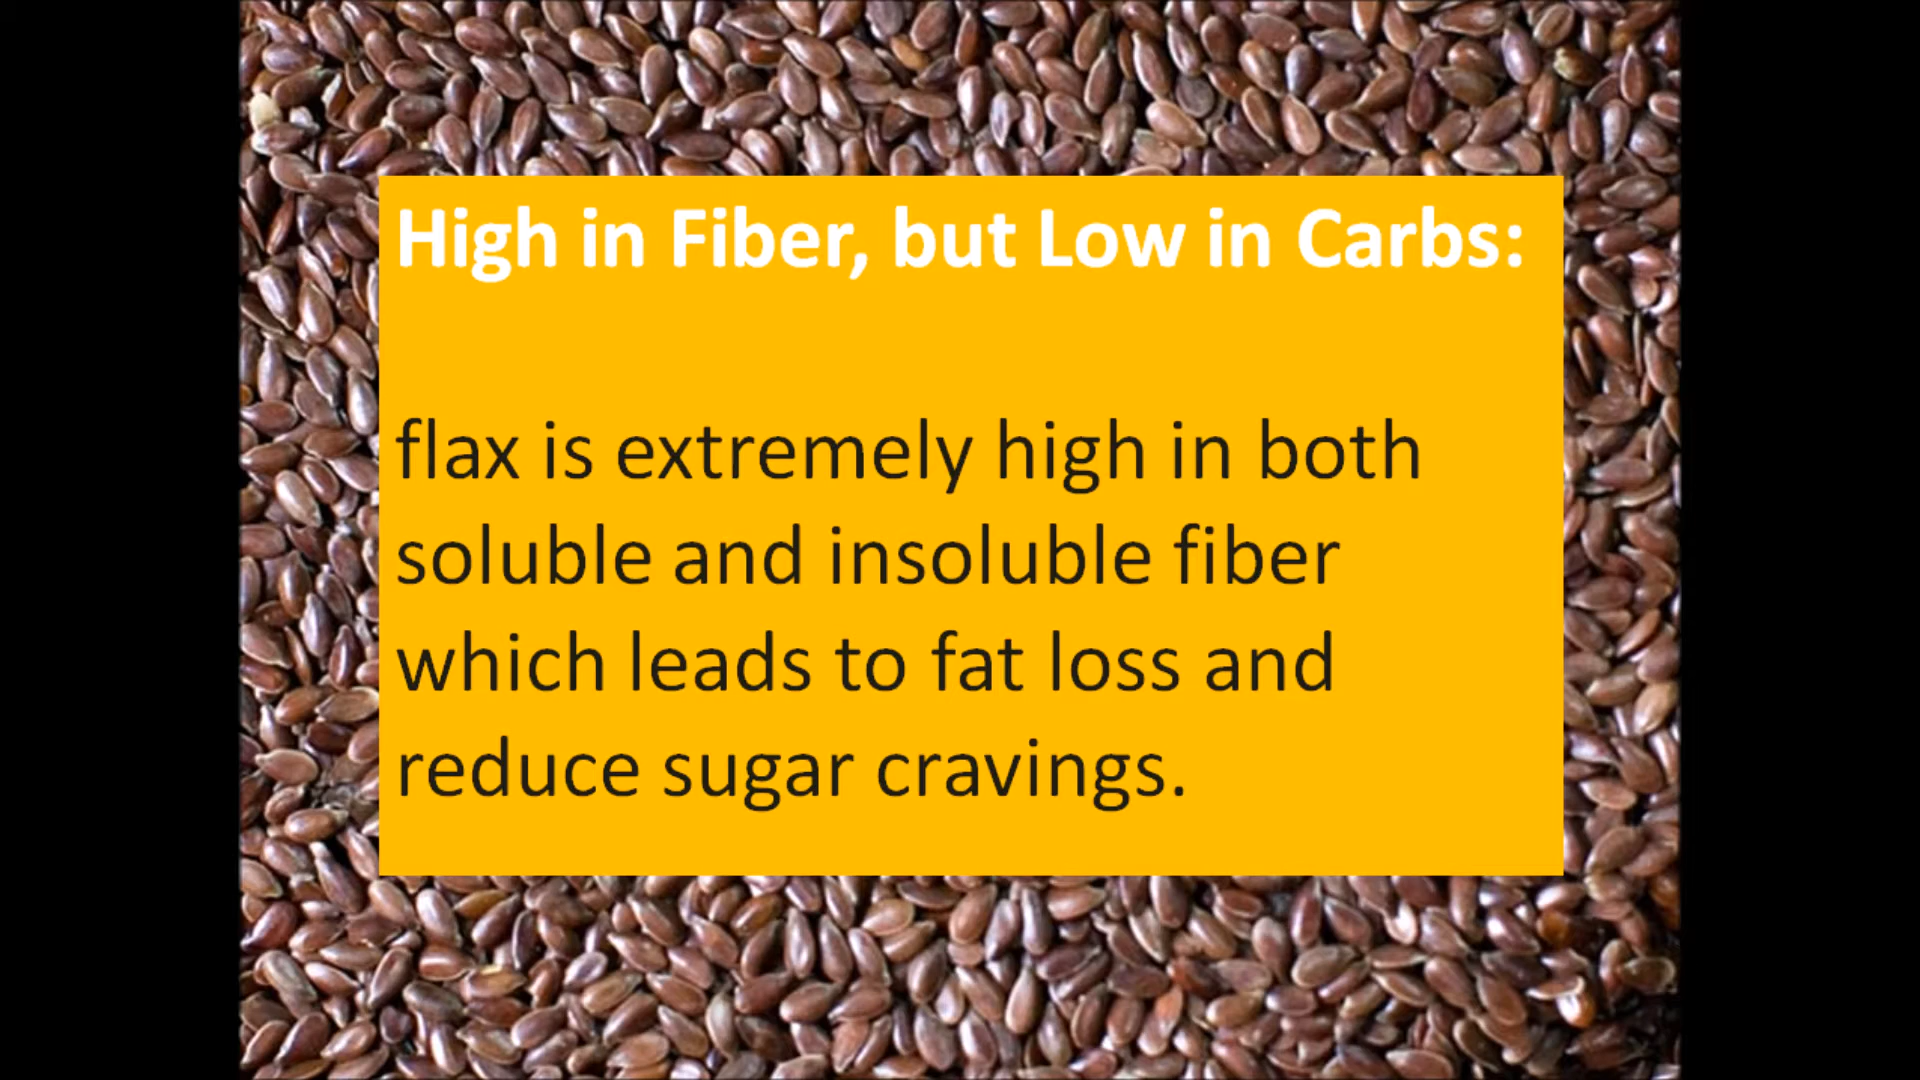 High in Fiber, but Low in Carbs:
flax is extremely high in both
soluble and insoluble fiber
which leads to fat loss and
reduce sugar cravings.